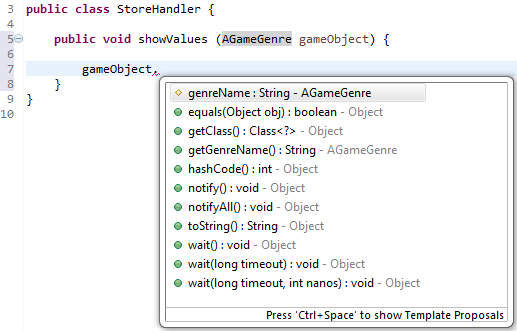 3 public class StoreHandler {
4
5 public void showValues (AGameGenre gameObject) {
6
7 gameObject.
8 }
9 }
10
genreName : String - AGameGenre
equals(Object obj) : boolean - Object
getClass() : Class<?> - Object
getGenreName() : String - AGameGenre
hashCode() : int - Object
notify() : void - Object
notifyAll() : void - Object
toString() : String - Object
wait() : void - Object
wait(long timeout) : void - Object
wait(long timeout, int nanos) : void - Object
Press 'Ctrl+Space' to show Template Proposals